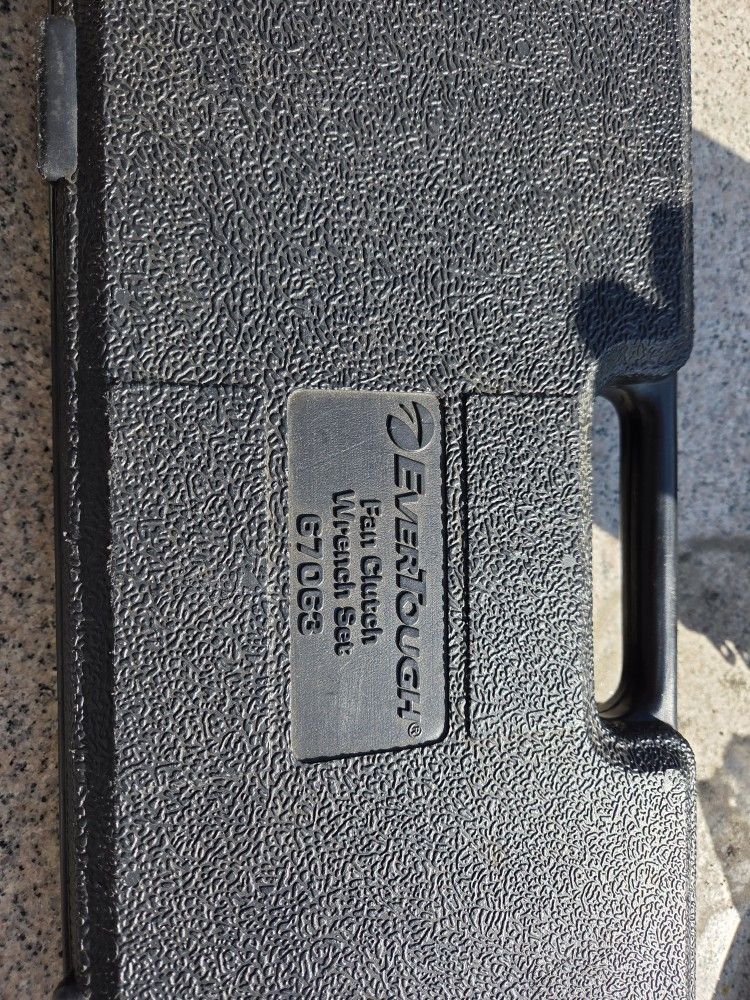 EVERTOUGH®
Fan Clutch
Wrench Set
67063